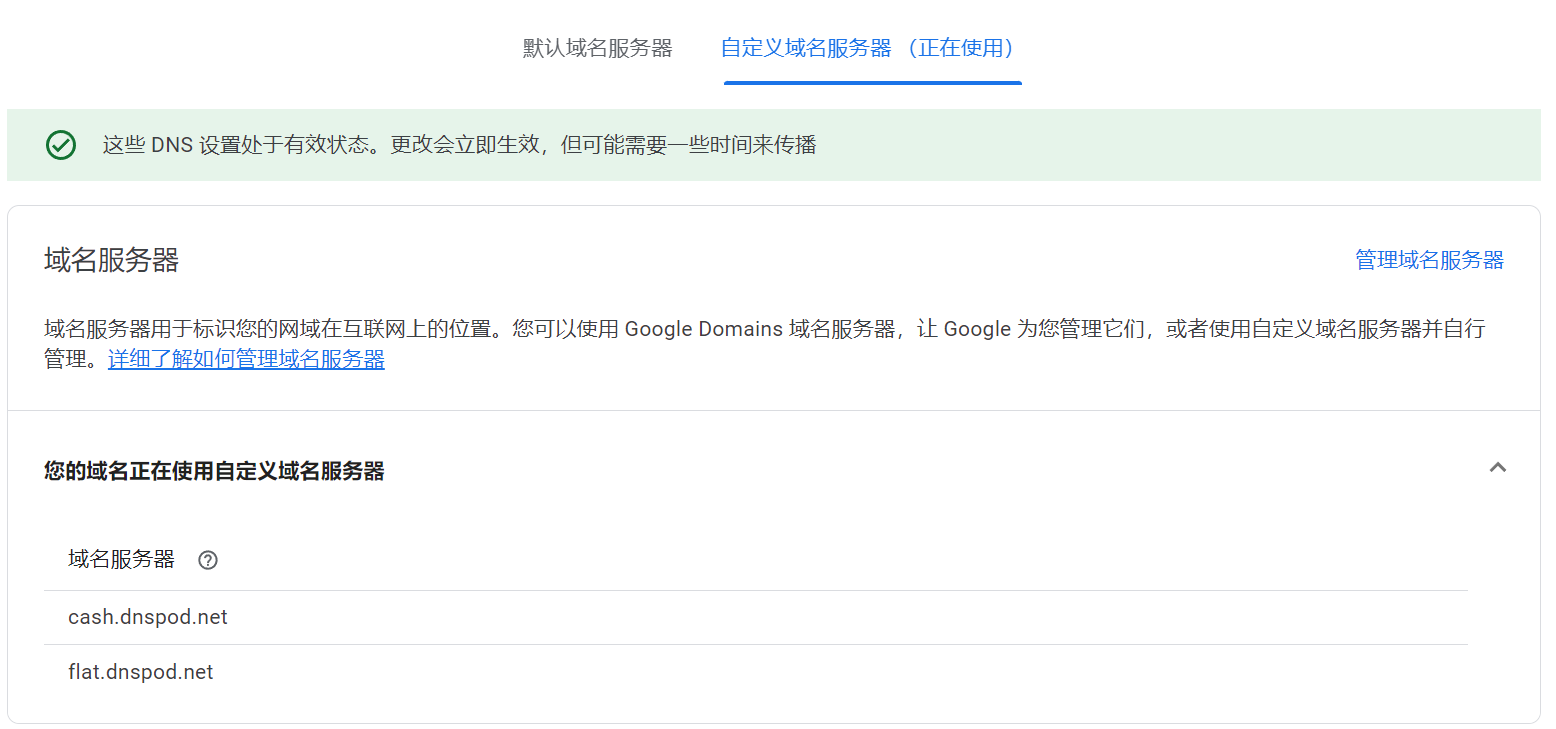 默认域名服务器
自定义域名服务器 （正在使用）
这些 DNS 设置处于有效状态。更改会立即生效，但可能需要一些时间来传播
域名服务器
管理域名服务器
域名服务器用于标识您的网域在互联网上的位置。您可以使用 Google Domains 域名服务器，让 Google 为您管理它们，或者使用自定义域名服务器并自行
管理。详细了解如何管理域名服务器
您的域名正在使用自定义域名服务器
域名服务器
cash.dnspod.net
flat.dnspod.net